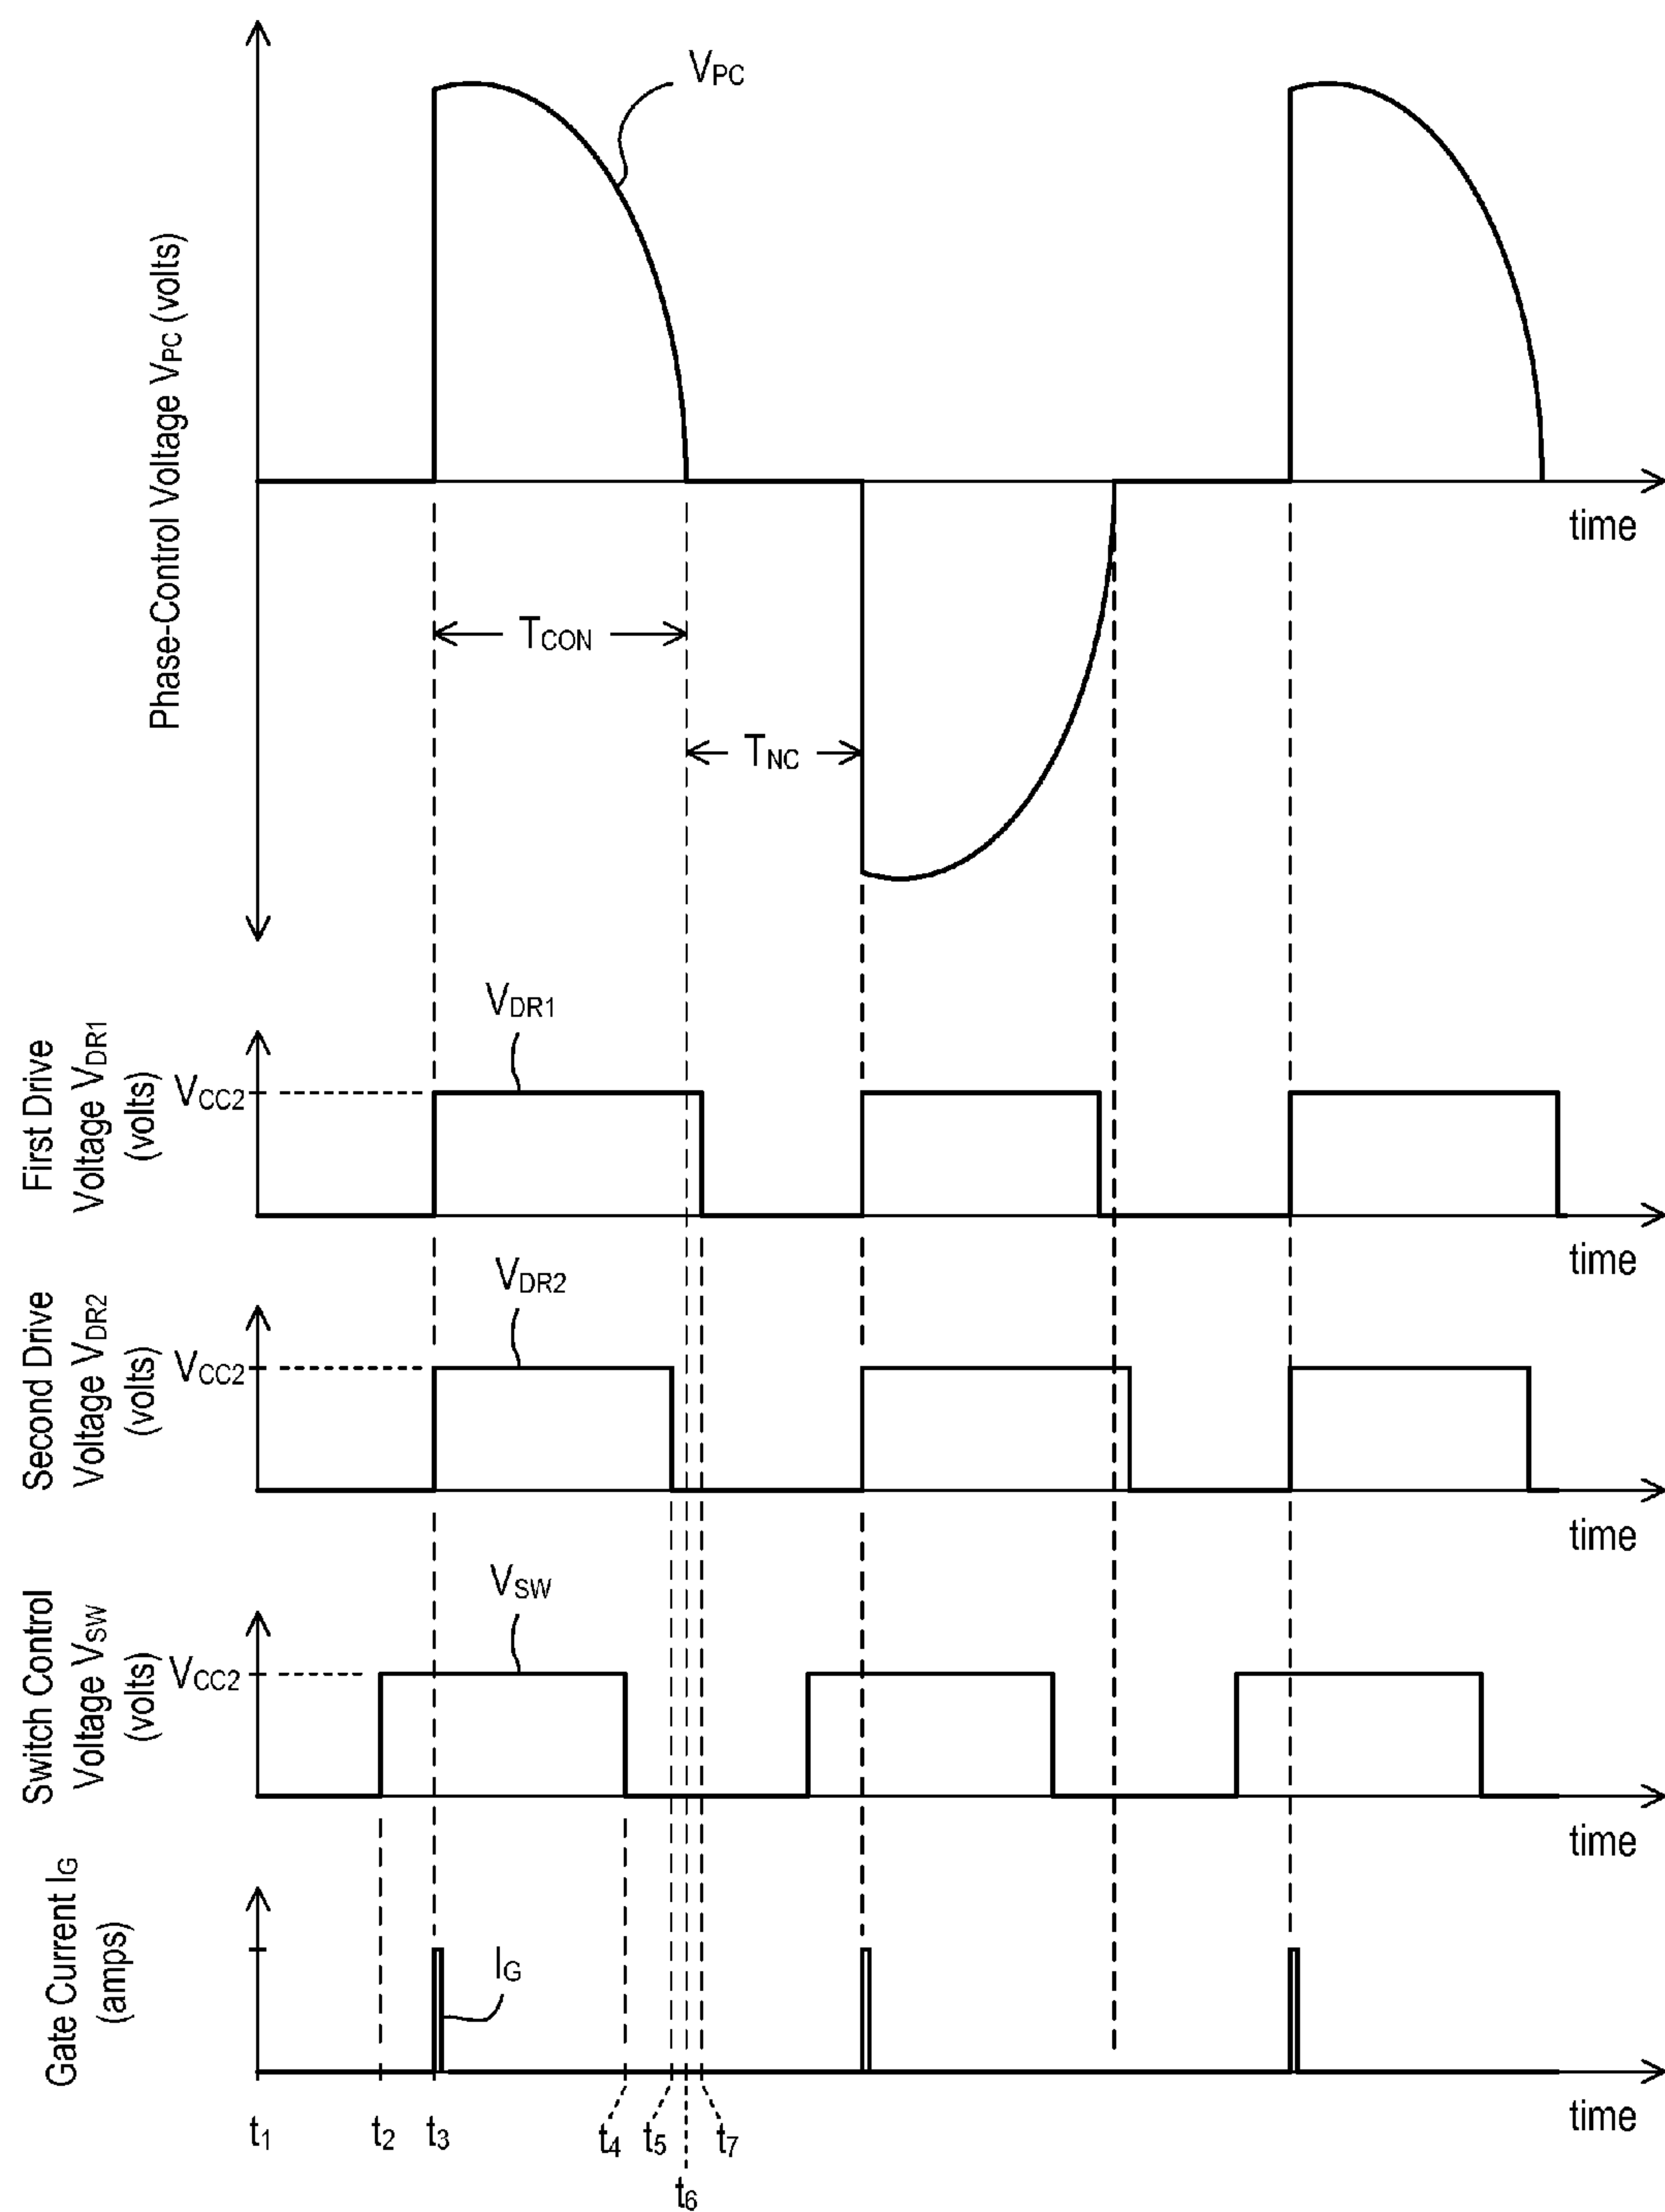 Phase-Control Voltage VPC (volts)
VPC
time
TCON
TNC
First Drive
Voltage VDR1
(volts)
VCC2
VDR1
time
Second Drive
Voltage VDR2
(volts)
VCC2
VDR2
time
Switch Control
Voltage VSW
(volts)
VCC2
VSW
time
Gate Current IG
(amps)
IG
time
t1
t2
t3
t4
t5
t7
t6